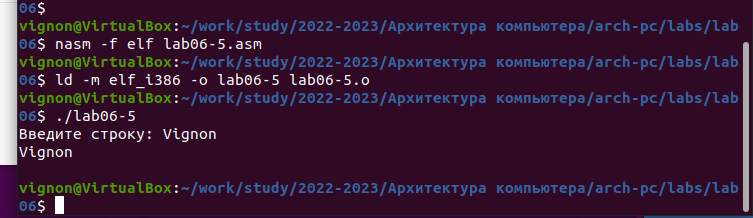 06$
vignon@VirtualBox:~/work/study/2022-2023/Архитектура компьютера/arch-pc/labs/lab
06$ nasm -f elf lab06-5.asm
vignon@VirtualBox:~/work/study/2022-2023/Архитектура компьютера/arch-pc/labs/lab
06$ ld -m elf_i386 -o lab06-5 lab06-5.o
vignon@VirtualBox:~/work/study/2022-2023/Архитектура компьютера/arch-pc/labs/lab
06$ ./lab06-5
Введите строку: Vignon
Vignon
vignon@VirtualBox:~/work/study/2022-2023/Архитектура компьютера/arch-pc/labs/lab
06$